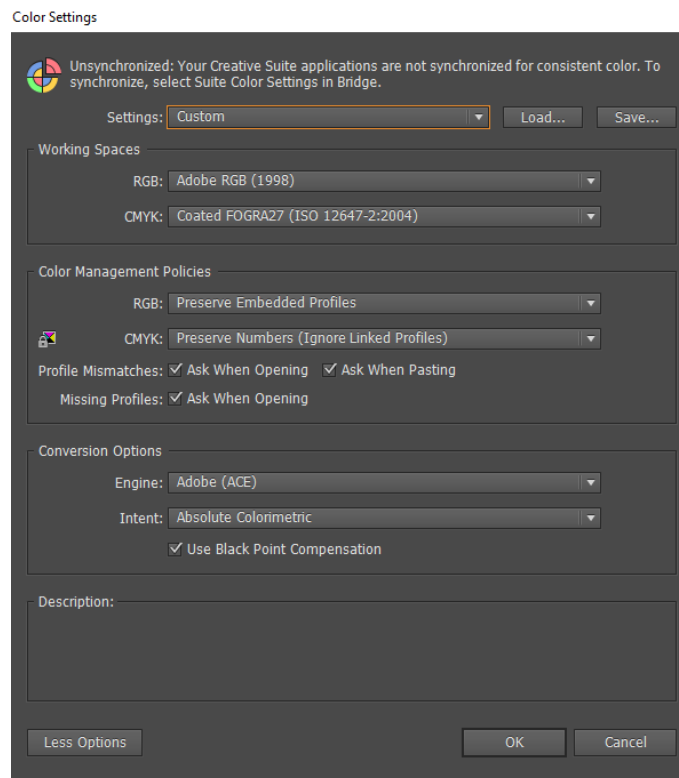 Color Settings
Unsynchronized: Your Creative Suite applications are not synchronized for consistent color. To
synchronize, select Suite Color Settings in Bridge.
Settings: Custom Load... Save...
Working Spaces
RGB: Adobe RGB (1998)
CMYK: Coated FOGRA27 (ISO 12647-2:2004)
Color Management Policies
RGB: Preserve Embedded Profiles
CMYK: Preserve Numbers (Ignore Linked Profiles)
Profile Mismatches: Ask When Opening Ask When Pasting
Missing Profiles: Ask When Opening
Conversion Options
Engine: Adobe (ACE)
Intent: Absolute Colorimetric
Use Black Point Compensation
Description:
Less Options OK Cancel